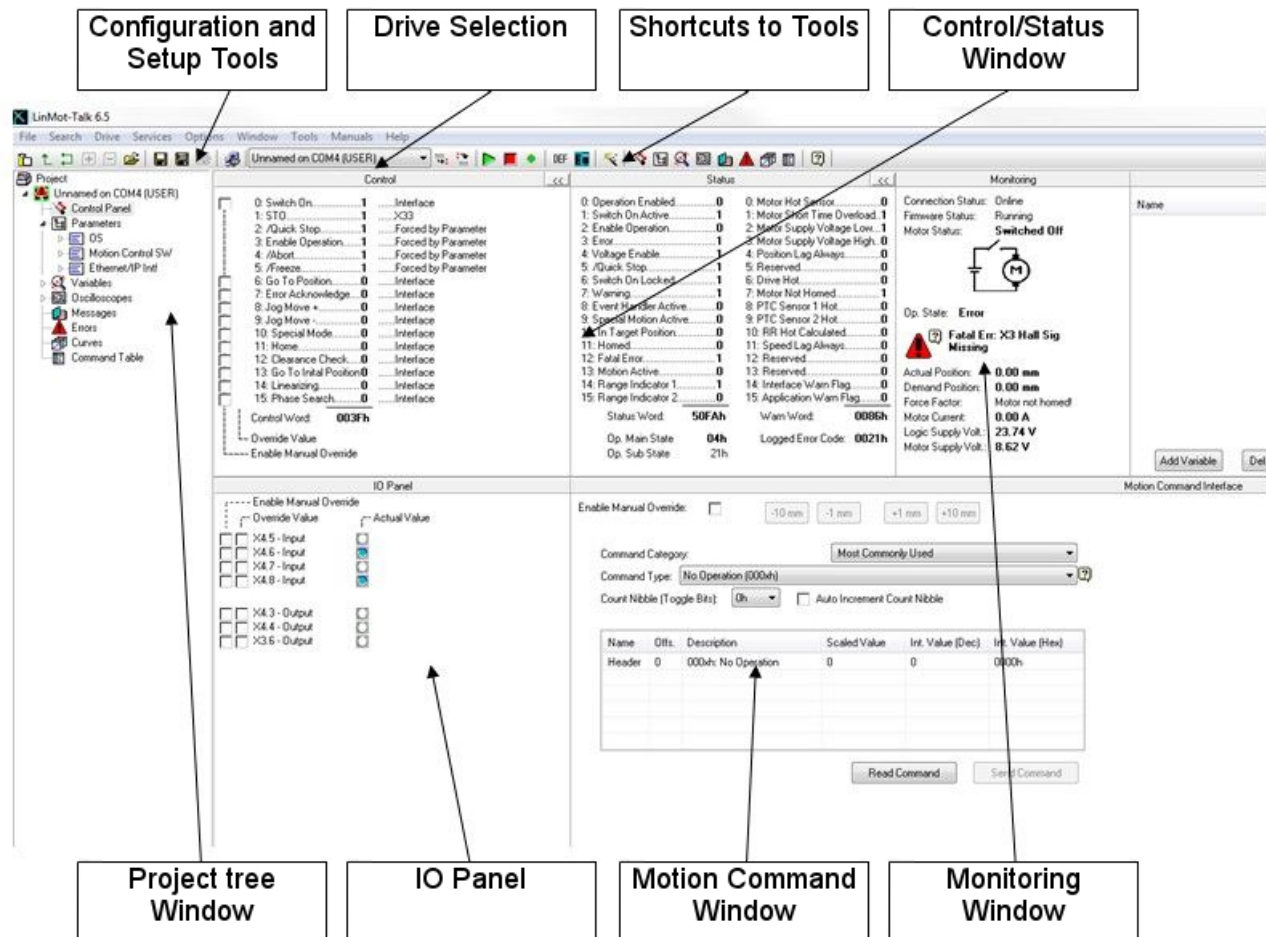 Configuration and
Setup Tools
Drive Selection
Shortcuts to Tools
Control/Status
Window
LinMot-Talk 6.5
File Search Drive Services Options Window Tools Manuals Help
Unnamed on COM4 (USER)
DEF
Project
Unnamed on COM4 (USER)
Control Panel
Parameters
OS
Motion Control SW
Ethernet/IP Intf
Variables
Oscilloscopes
Messages
Errors
Curves
Command Table
Control
<<
0: Switch On 1 Interface
1: STO 1 X33
2: /Quick Stop 1 Forced by Parameter
3: Enable Operation 1 Forced by Parameter
4: /Abort 1 Forced by Parameter
5: /Freeze 1 Forced by Parameter
6: Go To Position 0 Interface
7: Error Acknowledge 0 Interface
8: Jog Move + 0 Interface
9: Jog Move - 0 Interface
10: Special Mode 0 Interface
11: Home 0 Interface
12: Clearance Check 0 Interface
13: Go To Inital Position 0 Interface
14: Linearizing 0 Interface
15: Phase Search 0 Interface
Control Word: 003Fh
Override Value
Enable Manual Override
Status
<<
0: Operation Enabled 0
1: Switch On Active 1
2: Enable Operation 0
3: Error 1
4: Voltage Enable 1
5: /Quick Stop 1
6: Switch On Locked 1
7: Warning 1
8: Event Handler Active 0
9: Special Motion Active 0
10: In Target Position 0
11: Homed 0
12: Fatal Error 1
13: Motion Active 0
14: Range Indicator 1 1
15: Range Indicator 2 0
Status Word: 50FAh
Op. Main State 04h
Op. Sub State 21h
0: Motor Hot Sensor 0
1: Motor Short Time Overload 1
2: Motor Supply Voltage Low 1
3: Motor Supply Voltage High 0
4: Position Lag Always 0
5: Reserved 0
6: Drive Hot 0
7: Motor Not Homed 1
8: PTC Sensor 1 Hot 0
9: PTC Sensor 2 Hot 0
10: RR Hot Calculated 0
11: Speed Lag Always 0
12: Reserved 0
13: Reserved 0
14: Interface Warn Flag 0
15: Application Warn Flag 0
Warn Word: 0086h
Logged Error Code: 0021h
Monitoring
Connection Status: Online
Firmware Status: Running
Motor Status: Switched Off
M
Op. State: Error
Fatal Err: X3 Hall Sig
Missing
Actual Position: 0.00 mm
Demand Position: 0.00 mm
Force Factor: Motor not homed!
Motor Current: 0.00 A
Logic Supply Volt.: 23.74 V
Motor Supply Volt.: 8.62 V
Name
Add Variable
Del
IO Panel
Enable Manual Override
Override Value
Actual Value
X4.5 - Input
X4.6 - Input
X4.7 - Input
X4.8 - Input
X4.3 - Output
X4.4 - Output
X3.6 - Output
Motion Command Interface
Enable Manual Override:
-10 mm -1 mm +1 mm +10 mm
Command Category: Most Commonly Used
Command Type: No Operation (000xh)
Count Nibble (Toggle Bits): 0h Auto Increment Count Nibble
Name Offs. Description Scaled Value Int. Value (Dec) Int. Value (Hex)
Header 0 000xh: No Operation 0 0 0000h
Read Command Send Command
Project tree
Window
IO Panel
Motion Command
Window
Monitoring
Window